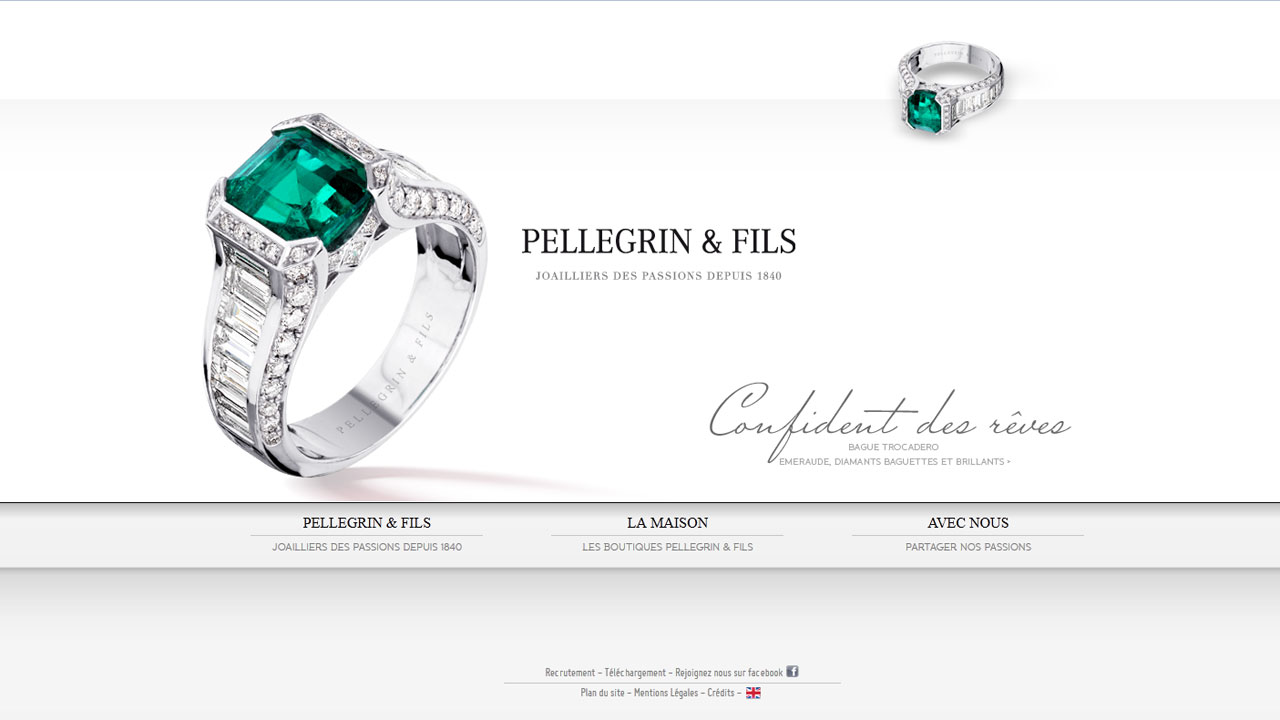 PELLEGRIN & FILS
JOAILLIERS DES PASSIONS DEPUIS 1840
PELLEGRIN & FILS
Confident des rêves
BAGUE TROCADERO
EMERAUDE, DIAMANTS BAGUETTES ET BRILLANTS >
PELLEGRIN & FILS
JOAILLIERS DES PASSIONS DEPUIS 1840
LA MAISON
LES BOUTIQUES PELLEGRIN & FILS
AVEC NOUS
PARTAGER NOS PASSIONS
Recrutement – Téléchargement – Rejoignez nous sur facebook f
Plan du site – Mentions Légales – Crédits –